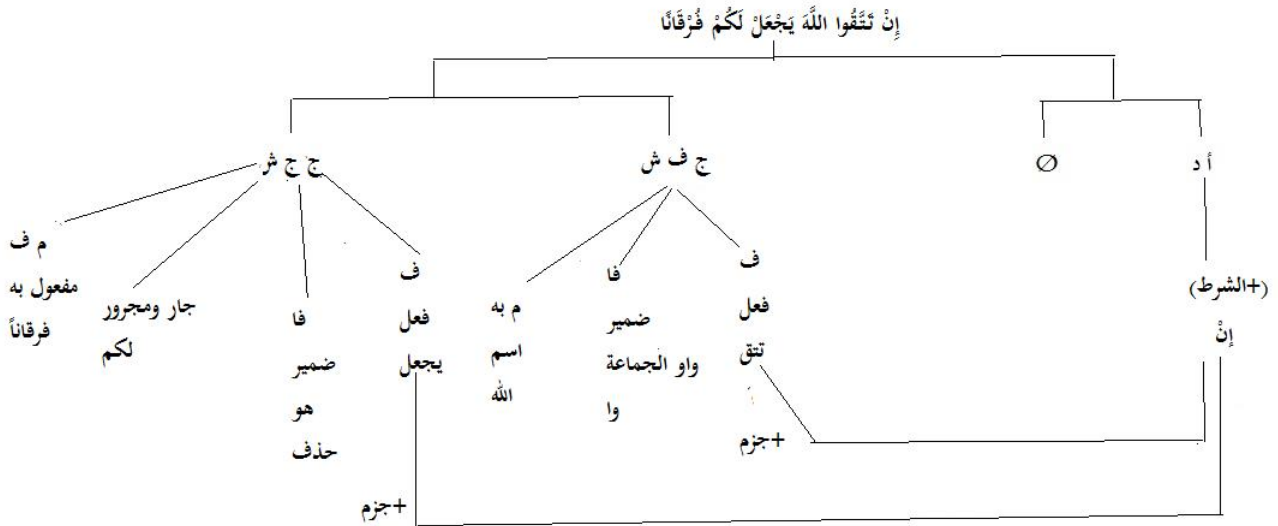 إِنْ تَتَّقُوا اللَّهَ يَجْعَلْ لَكُمْ فُرْقَانًا
أ د
(+الشرط)
إِنْ
Ø
ج ف ش
ف
فعل
تتق
+جزم
فا
ضمير
واو الجماعة
وا
م به
اسم
الله
ج ج ش
ف
فعل
يجعل
+جزم
فا
ضمير
هو
حذف
جار ومجرور
لكم
م ف
مفعول به
فرقاناً